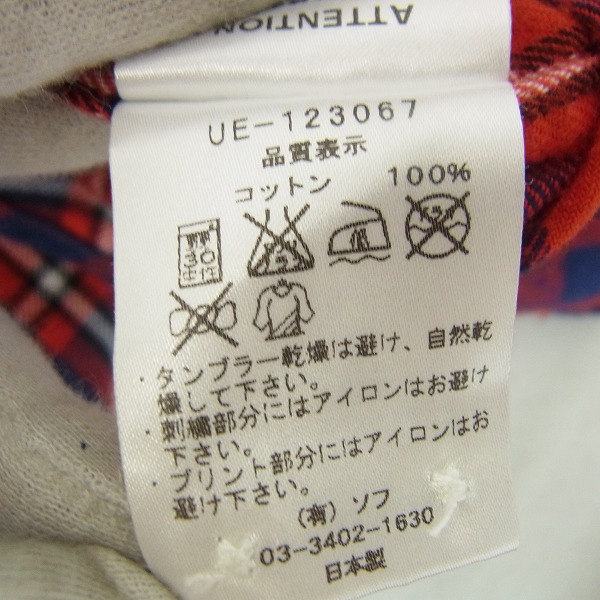 ATTENTION
UE-123067
品質表示
コットン 100%
低
・タンブラー乾燥は避け、自然乾
燥して下さい。
・刺繍部分にはアイロンはお避け
下さい。
・プリント部分にはアイロンはお
避け下さい。
(有) ソフ
03-3402-1630
日本製